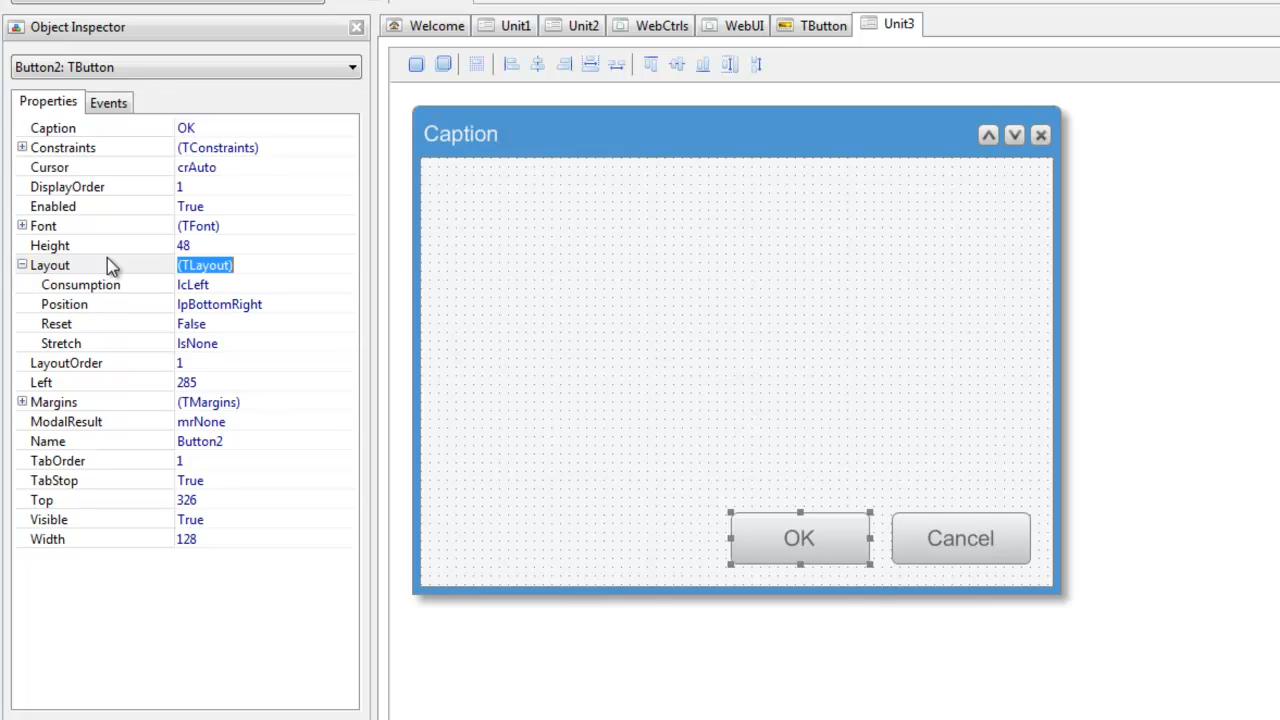 Object Inspector
Welcome
Unit1
Unit2
WebCtrls
WebUI
TButton
Unit3
Button2: TButton
Properties
Events
Caption OK
Constraints (TConstraints)
Cursor crAuto
DisplayOrder 1
Enabled True
Font (TFont)
Height 48
Layout (TLayout)
Consumption lcLeft
Position lpBottomRight
Reset False
Stretch lsNone
LayoutOrder 1
Left 285
Margins (TMargins)
ModalResult mrNone
Name Button2
TabOrder 1
TabStop True
Top 326
Visible True
Width 128
Caption
OK
Cancel